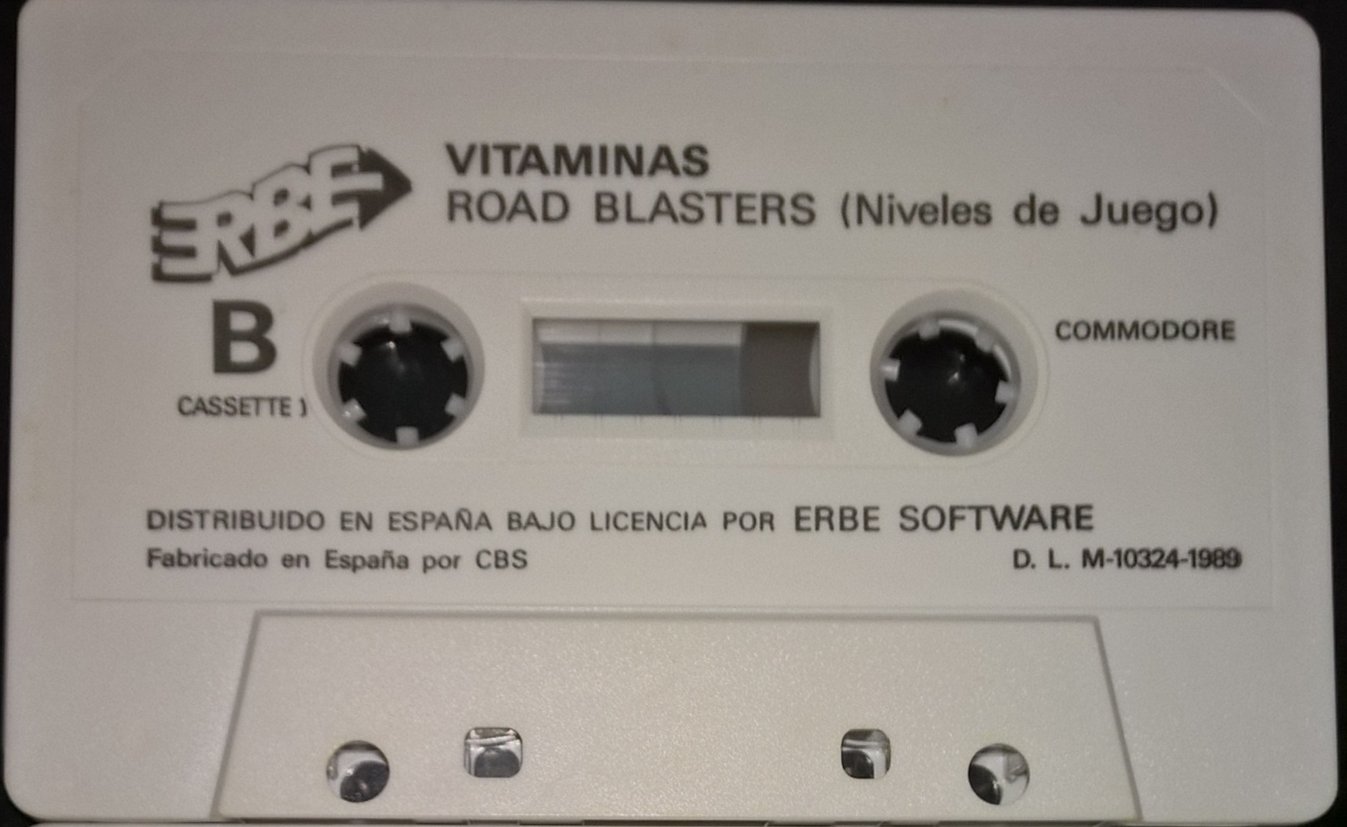 ERBE
VITAMINAS
ROAD BLASTERS (Niveles de Juego)
B
CASSETTE 1
COMMODORE
DISTRIBUIDO EN ESPAÑA BAJO LICENCIA POR ERBE SOFTWARE
Fabricado en España por CBS
D. L. M-10324-1989